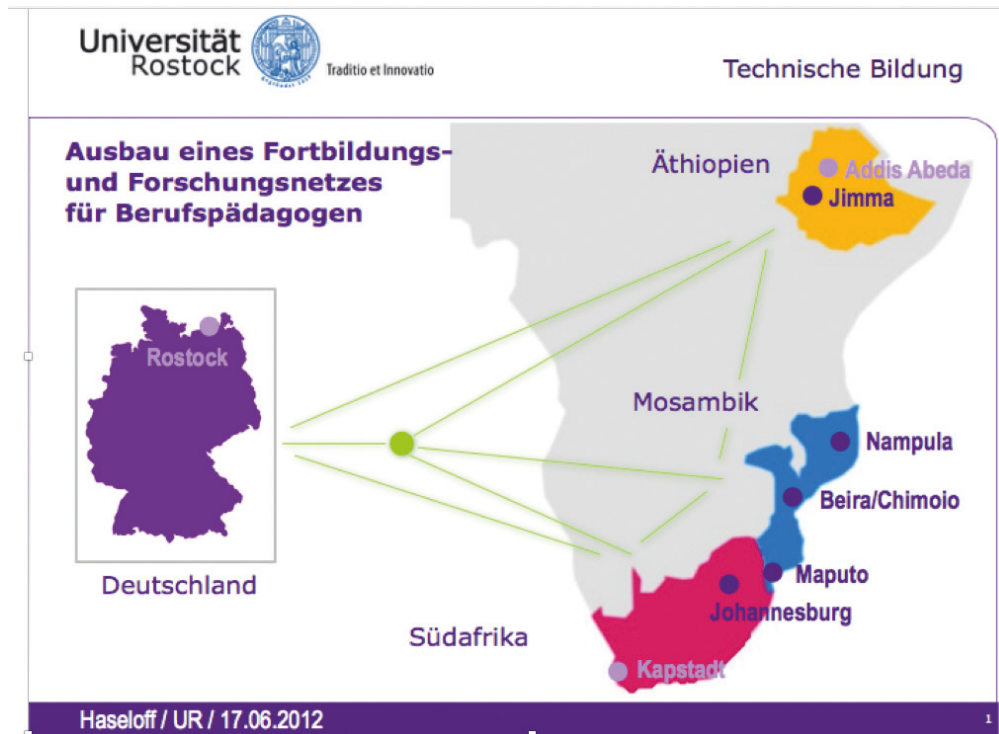 Universität
Rostock
Traditio et Innovatio
Technische Bildung
Ausbau eines Fortbildungs-
und Forschungsnetzes
für Berufspädagogen
Äthiopien
Addis Abeda
Jimma
Rostock
Mosambik
Nampula
Beira/Chimoio
Deutschland
Maputo
Johannesburg
Südafrika
Kapstadt
Haseloff / UR / 17.06.2012
1